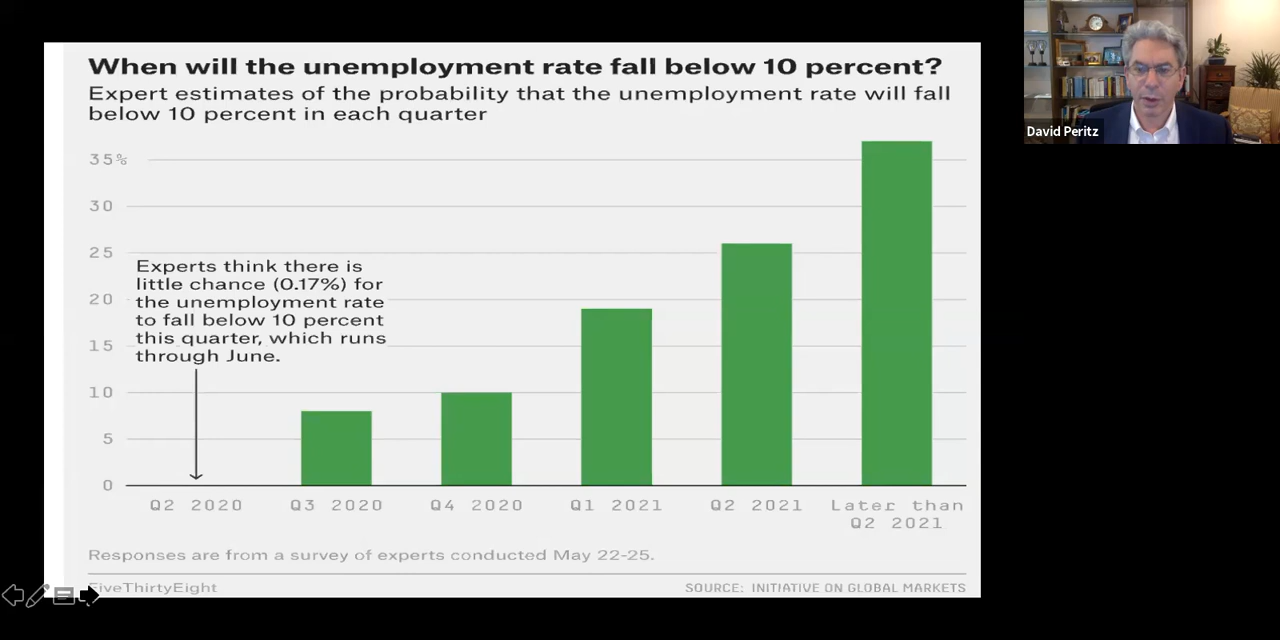 When will the unemployment rate fall below 10 percent?
Expert estimates of the probability that the unemployment rate will fall
below 10 percent in each quarter
David Peritz
35%
30
25
20
15
10
5
0
Experts think there is
little chance (0.17%) for
the unemployment rate
to fall below 10 percent
this quarter, which runs
through June.
Q2 2020 Q3 2020 Q4 2020 Q1 2021 Q2 2021 Later than
Q2 2021
Responses are from a survey of experts conducted May 22-25.
FiveThirtyEight SOURCE: INITIATIVE ON GLOBAL MARKETS